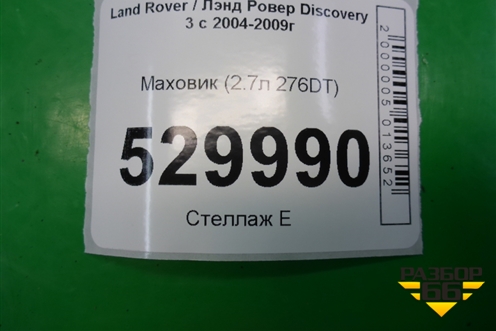 Land Rover / Лэнд Ровер Discovery
3 с 2004-2009г
Маховик (2.7л 276DT)
529990
Стеллаж Е
2000005013652
РАЗБОР
66